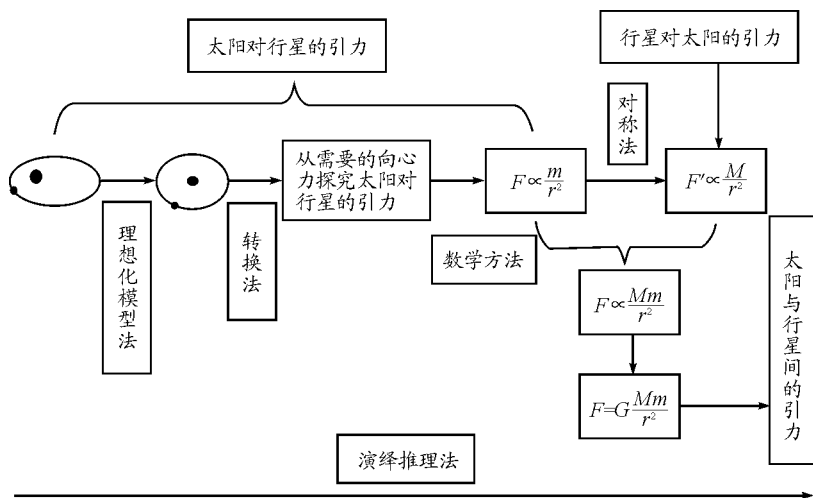 太阳对行星的引力
行星对太阳的引力
对称法
从需要的向心
力探究太阳对
行星的引力
F∝m/r²
F'∝M/r²
理想化模型法
转换法
数学方法
F∝Mm/r²
F=G Mm/r²
太阳与行星间的引力
演绎推理法